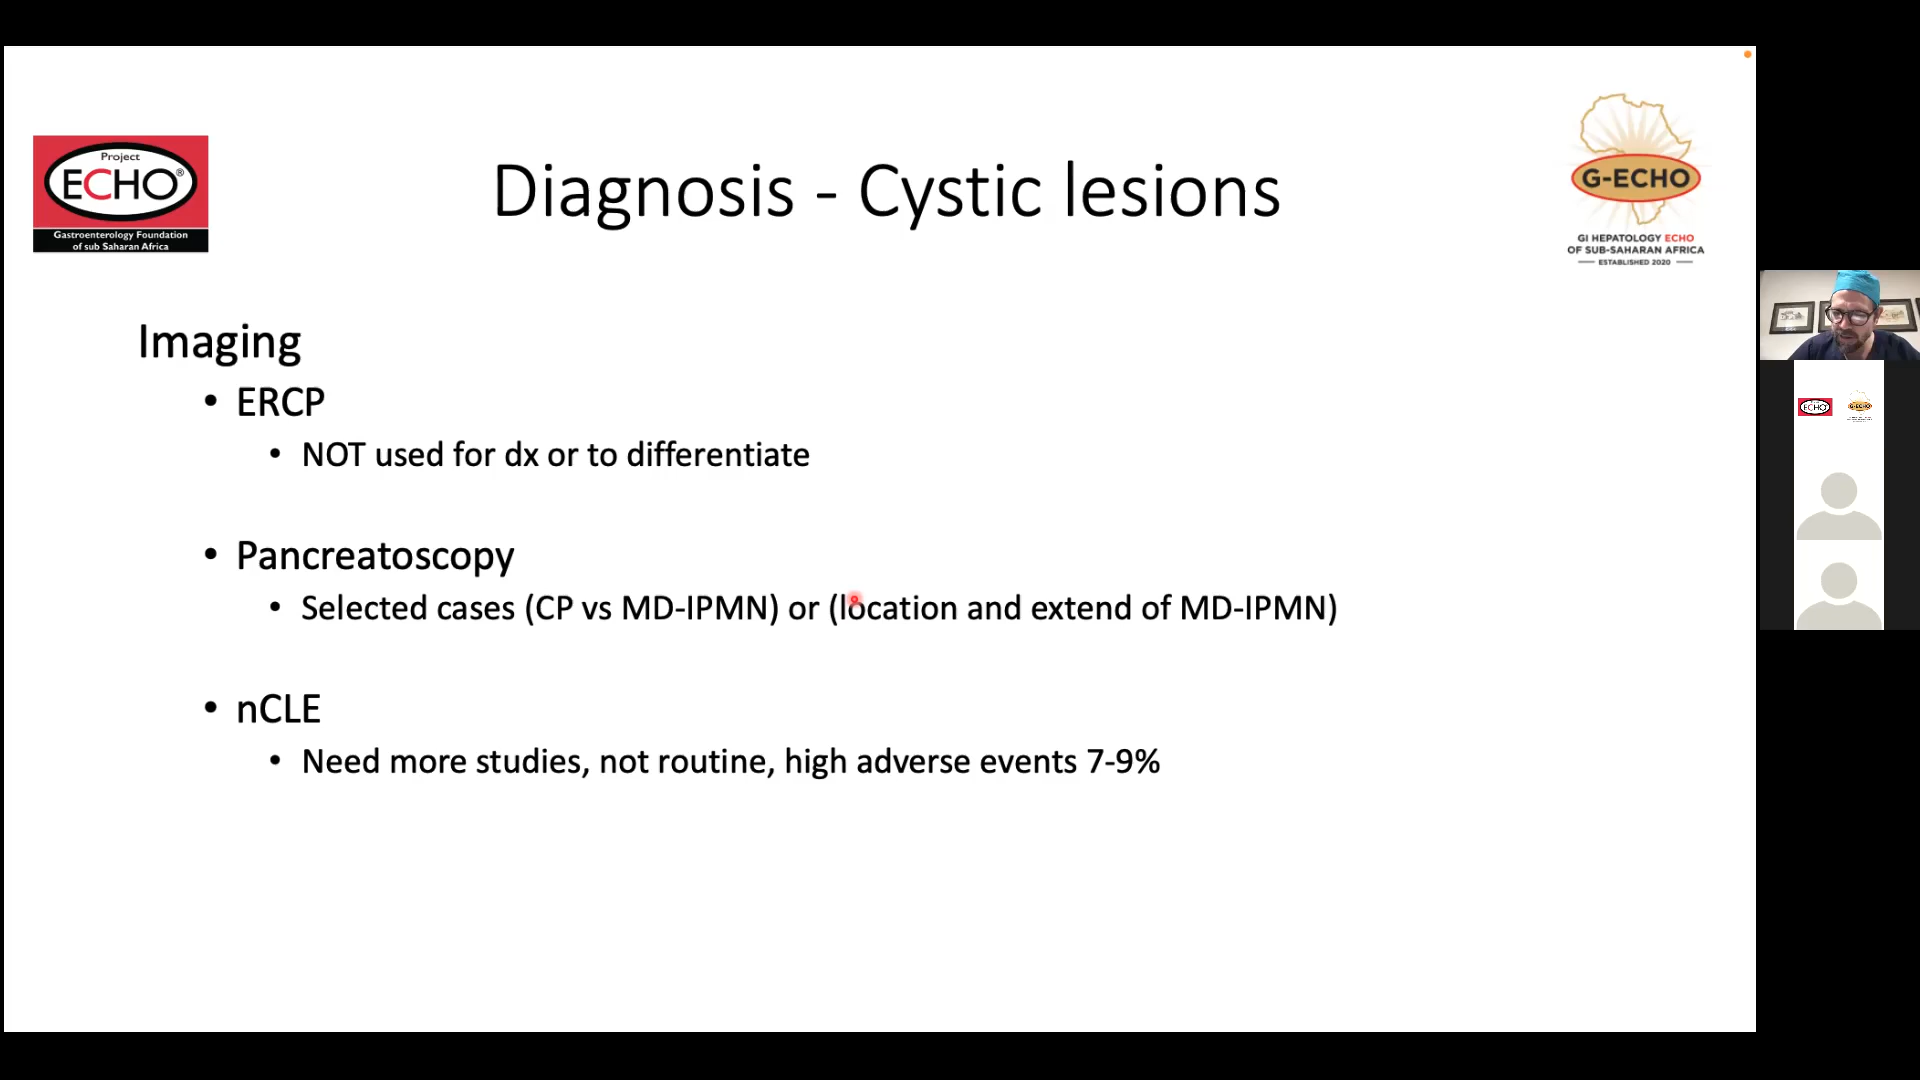 Project
ECHO®
Gastroenterology Foundation
of sub Saharan Africa
Diagnosis - Cystic lesions
G-ECHO
GI HEPATOLOGY ECHO
OF SUB-SAHARAN AFRICA
ESTABLISHED 2020
Imaging
• ERCP
• NOT used for dx or to differentiate
• Pancreatoscopy
• Selected cases (CP vs MD-IPMN) or (location and extend of MD-IPMN)
• nCLE
• Need more studies, not routine, high adverse events 7-9%
ECHO
G-ECHO